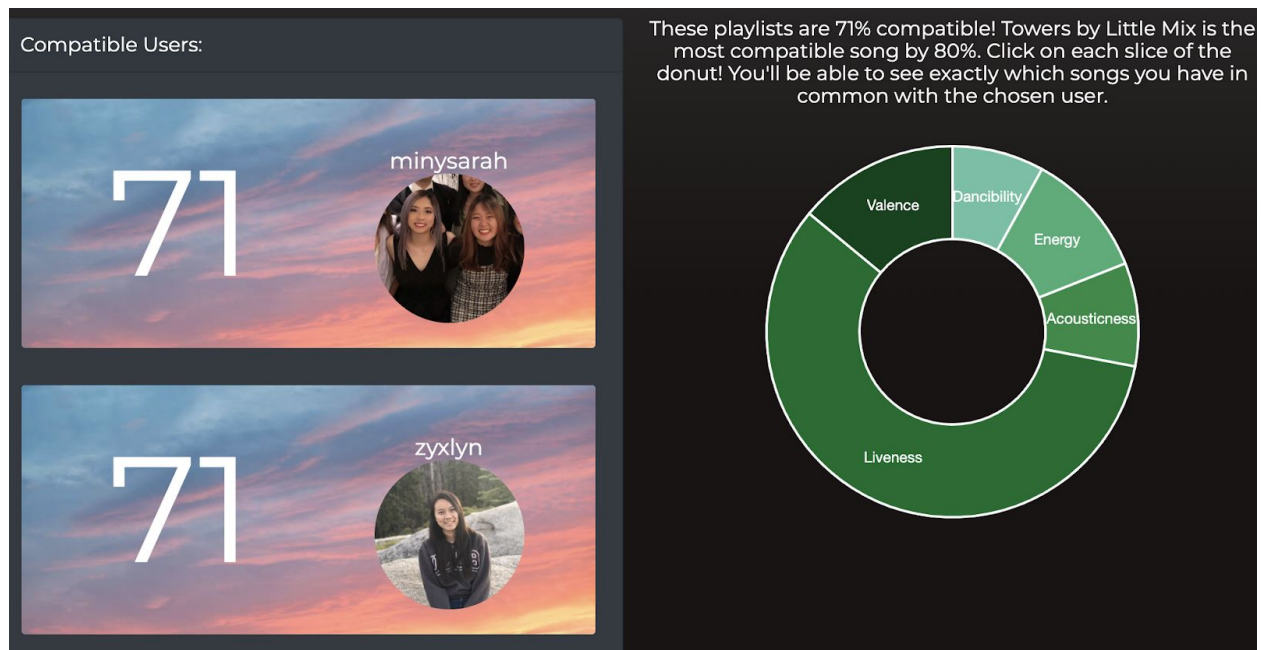 Compatible Users:
71
minysarah
71
zyxlyn
These playlists are 71% compatible! Towers by Little Mix is the
most compatible song by 80%. Click on each slice of the
donut! You'll be able to see exactly which songs you have in
common with the chosen user.
Valence
Dancibility
Energy
Acousticness
Liveness